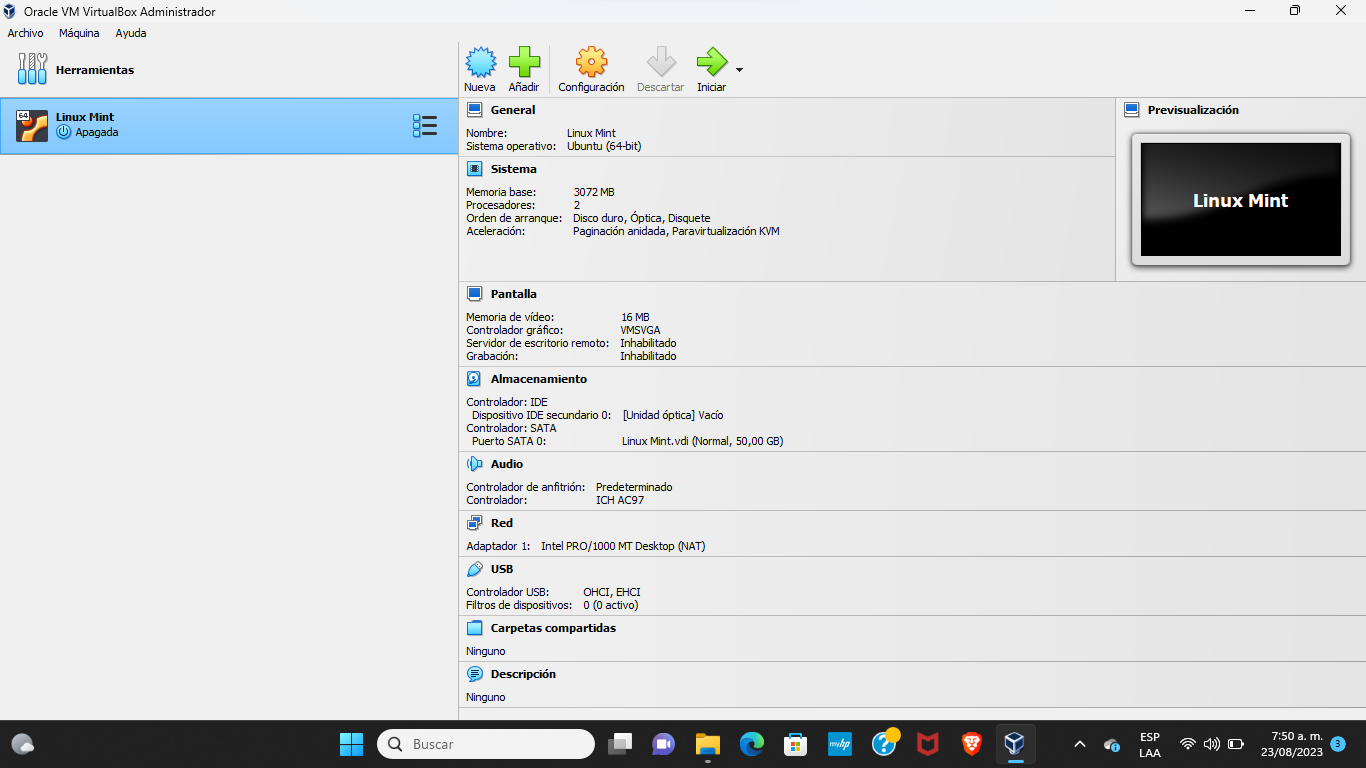 Oracle VM VirtualBox Administrador
Archivo Máquina Ayuda
Herramientas
64
Linux Mint
Apagada
Nueva Añadir Configuración Descartar Iniciar
General
Nombre: Linux Mint
Sistema operativo: Ubuntu (64-bit)
Sistema
Memoria base: 3072 MB
Procesadores: 2
Orden de arranque: Disco duro, Óptica, Disquete
Aceleración: Paginación anidada, Paravirtualización KVM
Previsualización
Linux Mint
Pantalla
Memoria de vídeo: 16 MB
Controlador gráfico: VMSVGA
Servidor de escritorio remoto: Inhabilitado
Grabación: Inhabilitado
Almacenamiento
Controlador: IDE
Dispositivo IDE secundario 0: [Unidad óptica] Vacío
Controlador: SATA
Puerto SATA 0: Linux Mint.vdi (Normal, 50,00 GB)
Audio
Controlador de anfitrión: Predeterminado
Controlador: ICH AC97
Red
Adaptador 1: Intel PRO/1000 MT Desktop (NAT)
USB
Controlador USB: OHCI, EHCI
Filtros de dispositivos: 0 (0 activo)
Carpetas compartidas
Ninguno
Descripción
Ninguno
Buscar
myhp
ESP
LAA
7:50 a. m.
23/08/2023
3